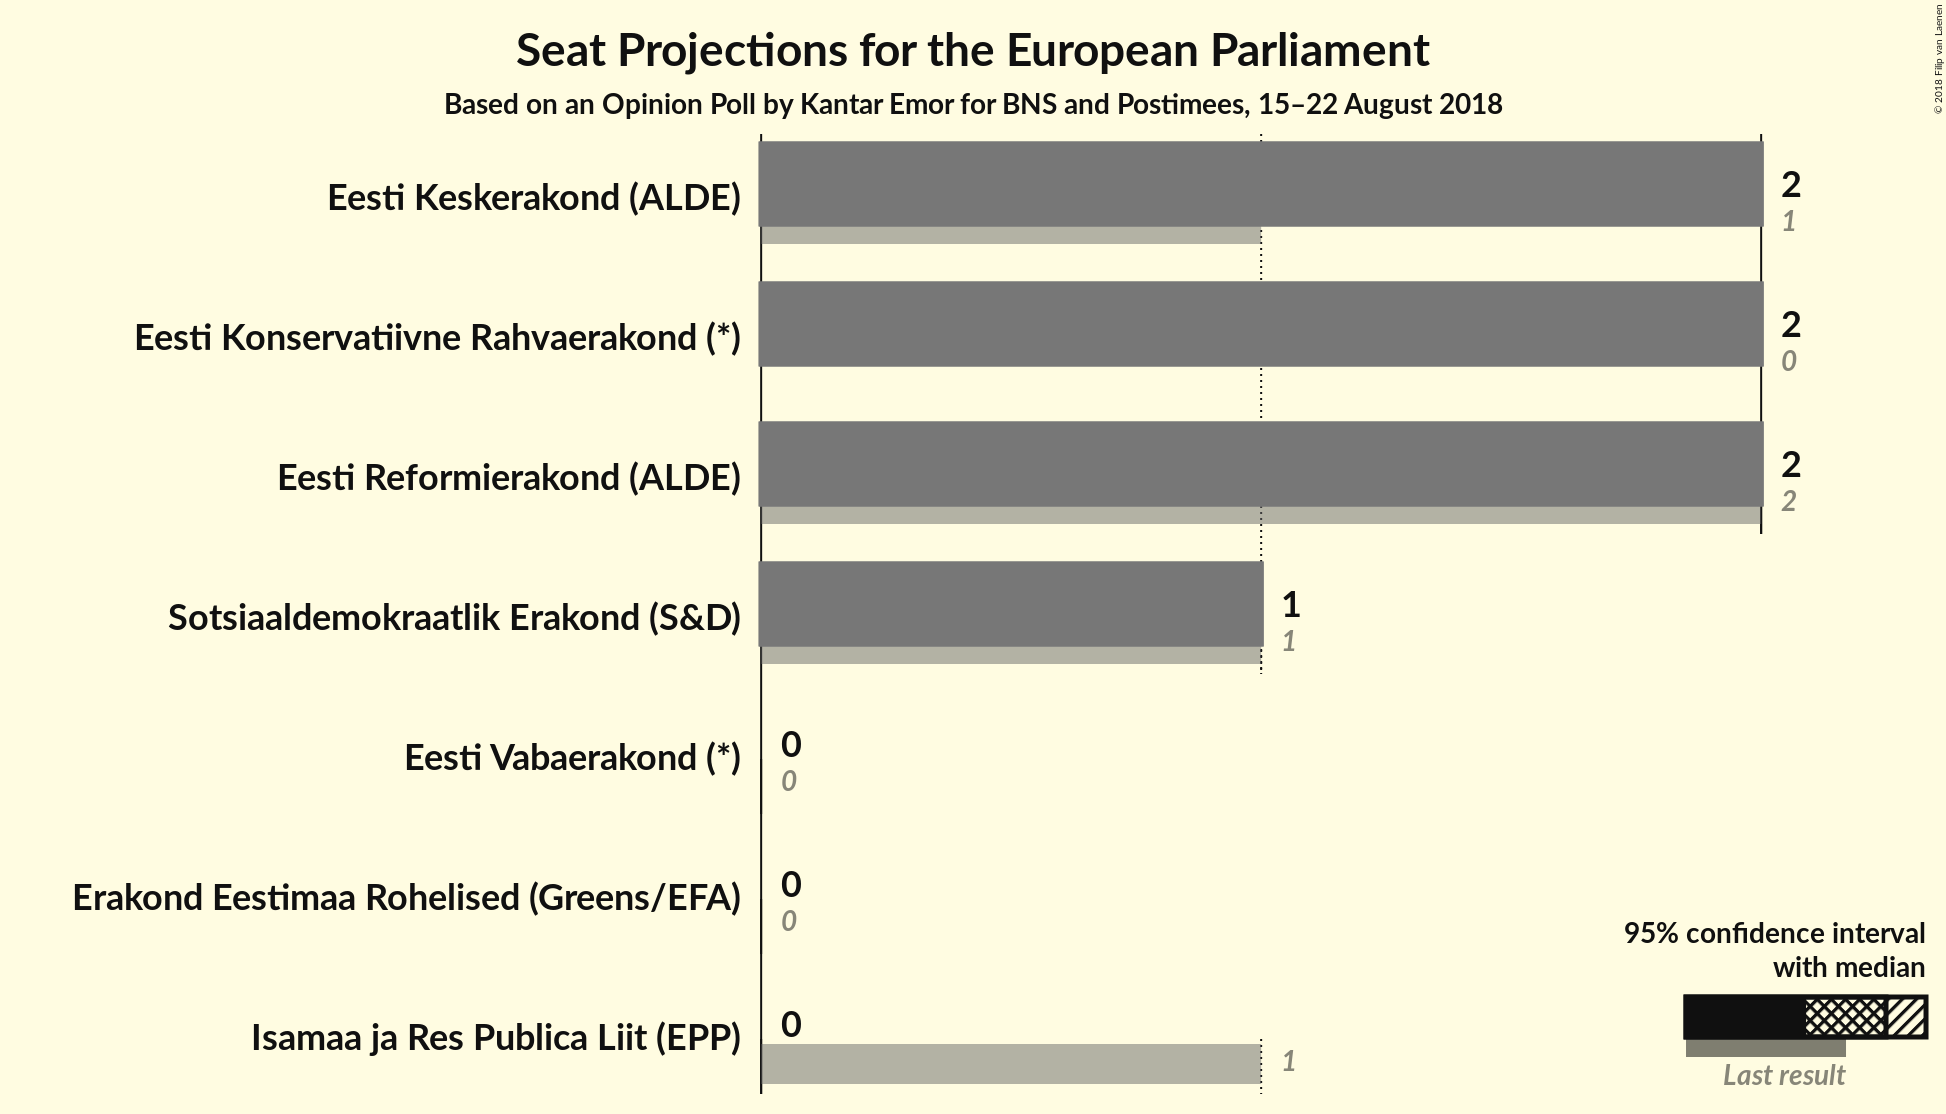 Seat Projections for the European Parliament
Based on an Opinion Poll by Kantar Emor for BNS and Postimees, 15–22 August 2018
© 2018 Filip van Laenen
Eesti Keskerakond (ALDE)
2
1
Eesti Konservatiivne Rahvaerakond (*)
2
0
Eesti Reformierakond (ALDE)
2
2
Sotsiaaldemokraatlik Erakond (S&D)
1
1
Eesti Vabaerakond (*)
0
0
Erakond Eestimaa Rohelised (Greens/EFA)
0
0
Isamaa ja Res Publica Liit (EPP)
0
1
95% confidence interval
with median
Last result